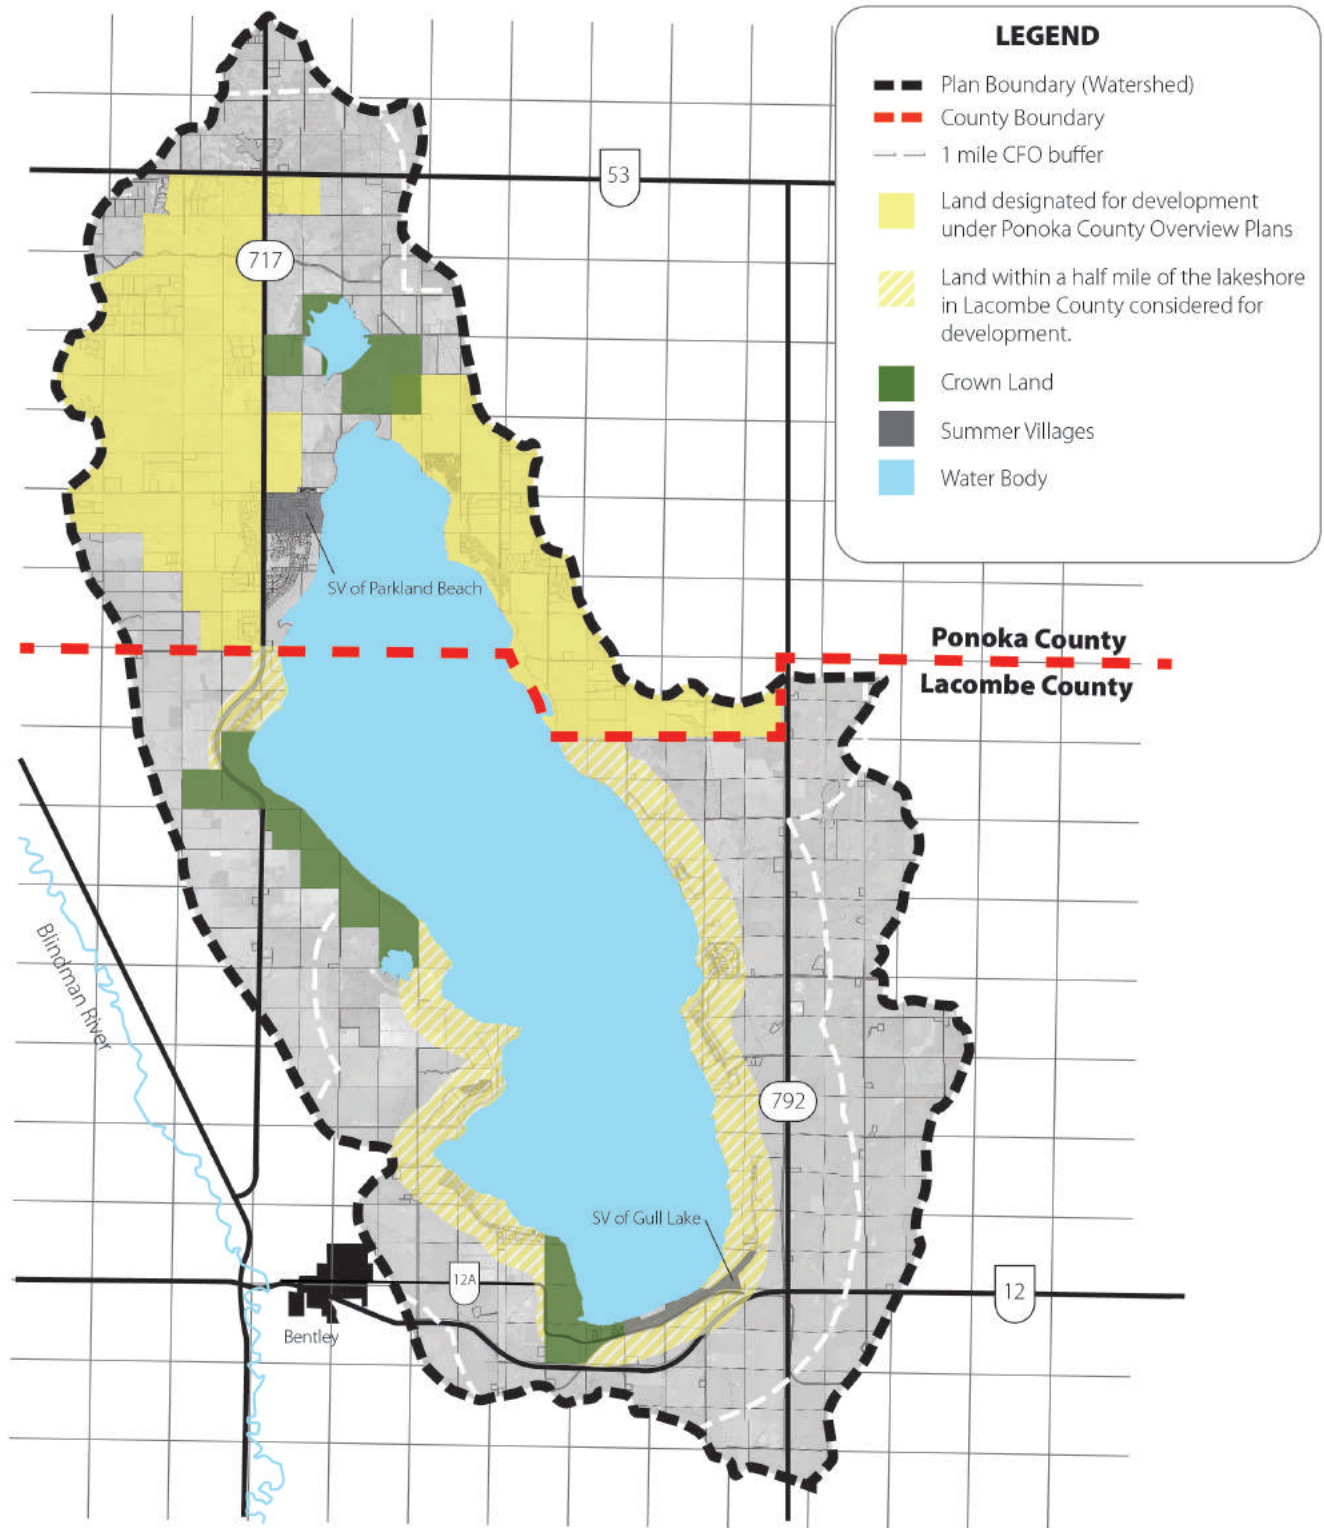 LEGEND
Plan Boundary (Watershed)
County Boundary
1 mile CFO buffer
Land designated for development
under Ponoka County Overview Plans
Land within a half mile of the lakeshore
in Lacombe County considered for
development.
Crown Land
Summer Villages
Water Body
53
717
SV of Parkland Beach
Ponoka County
Lacombe County
Blindman River
792
SV of Gull Lake
12A
12
Bentley